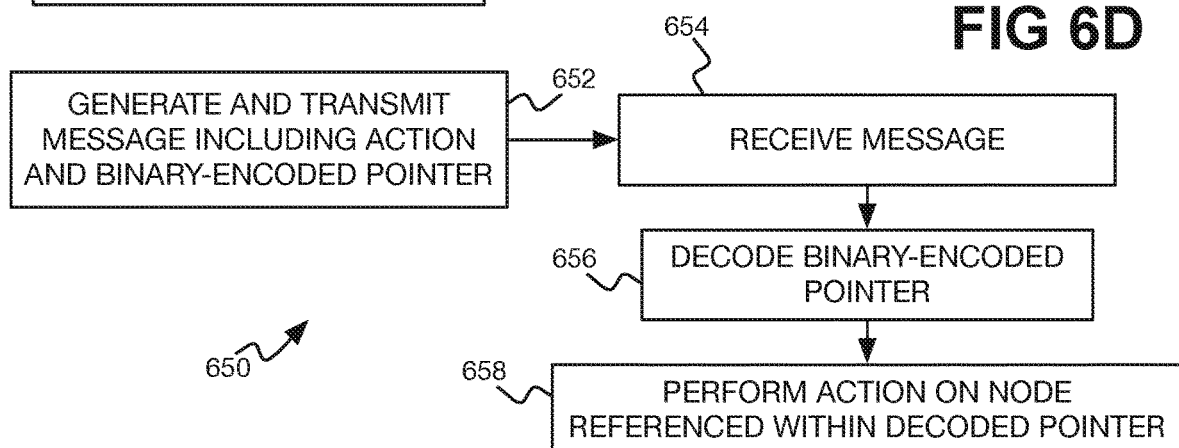 FIG 6D
654
652
GENERATE AND TRANSMIT
MESSAGE INCLUDING ACTION
AND BINARY-ENCODED POINTER
RECEIVE MESSAGE
656
DECODE BINARY-ENCODED
POINTER
650
658
PERFORM ACTION ON NODE
REFERENCED WITHIN DECODED POINTER